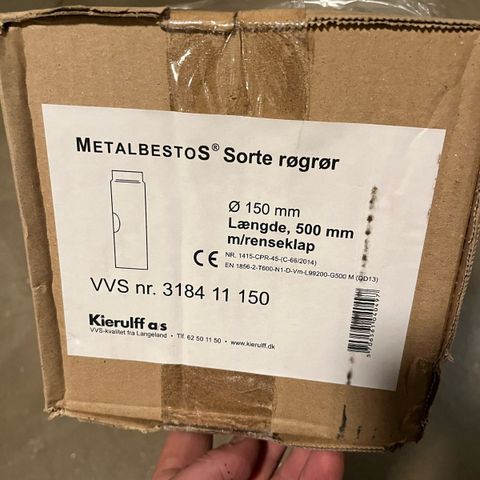 METALBESTOS® Sorte røgrør
Ø 150 mm
Længde, 500 mm
m/renseklap
CE NR. 1415-CPR-45-(C-66/2014)
EN 1856-2-T600-N1-D-Vm-L99200-G500 M (GD13)
VVS nr. 3184 11 150
Kierulff a s
VVS-kvalitet fra Langeland • Tlf. 62 50 11 50 • www.kierulff.dk